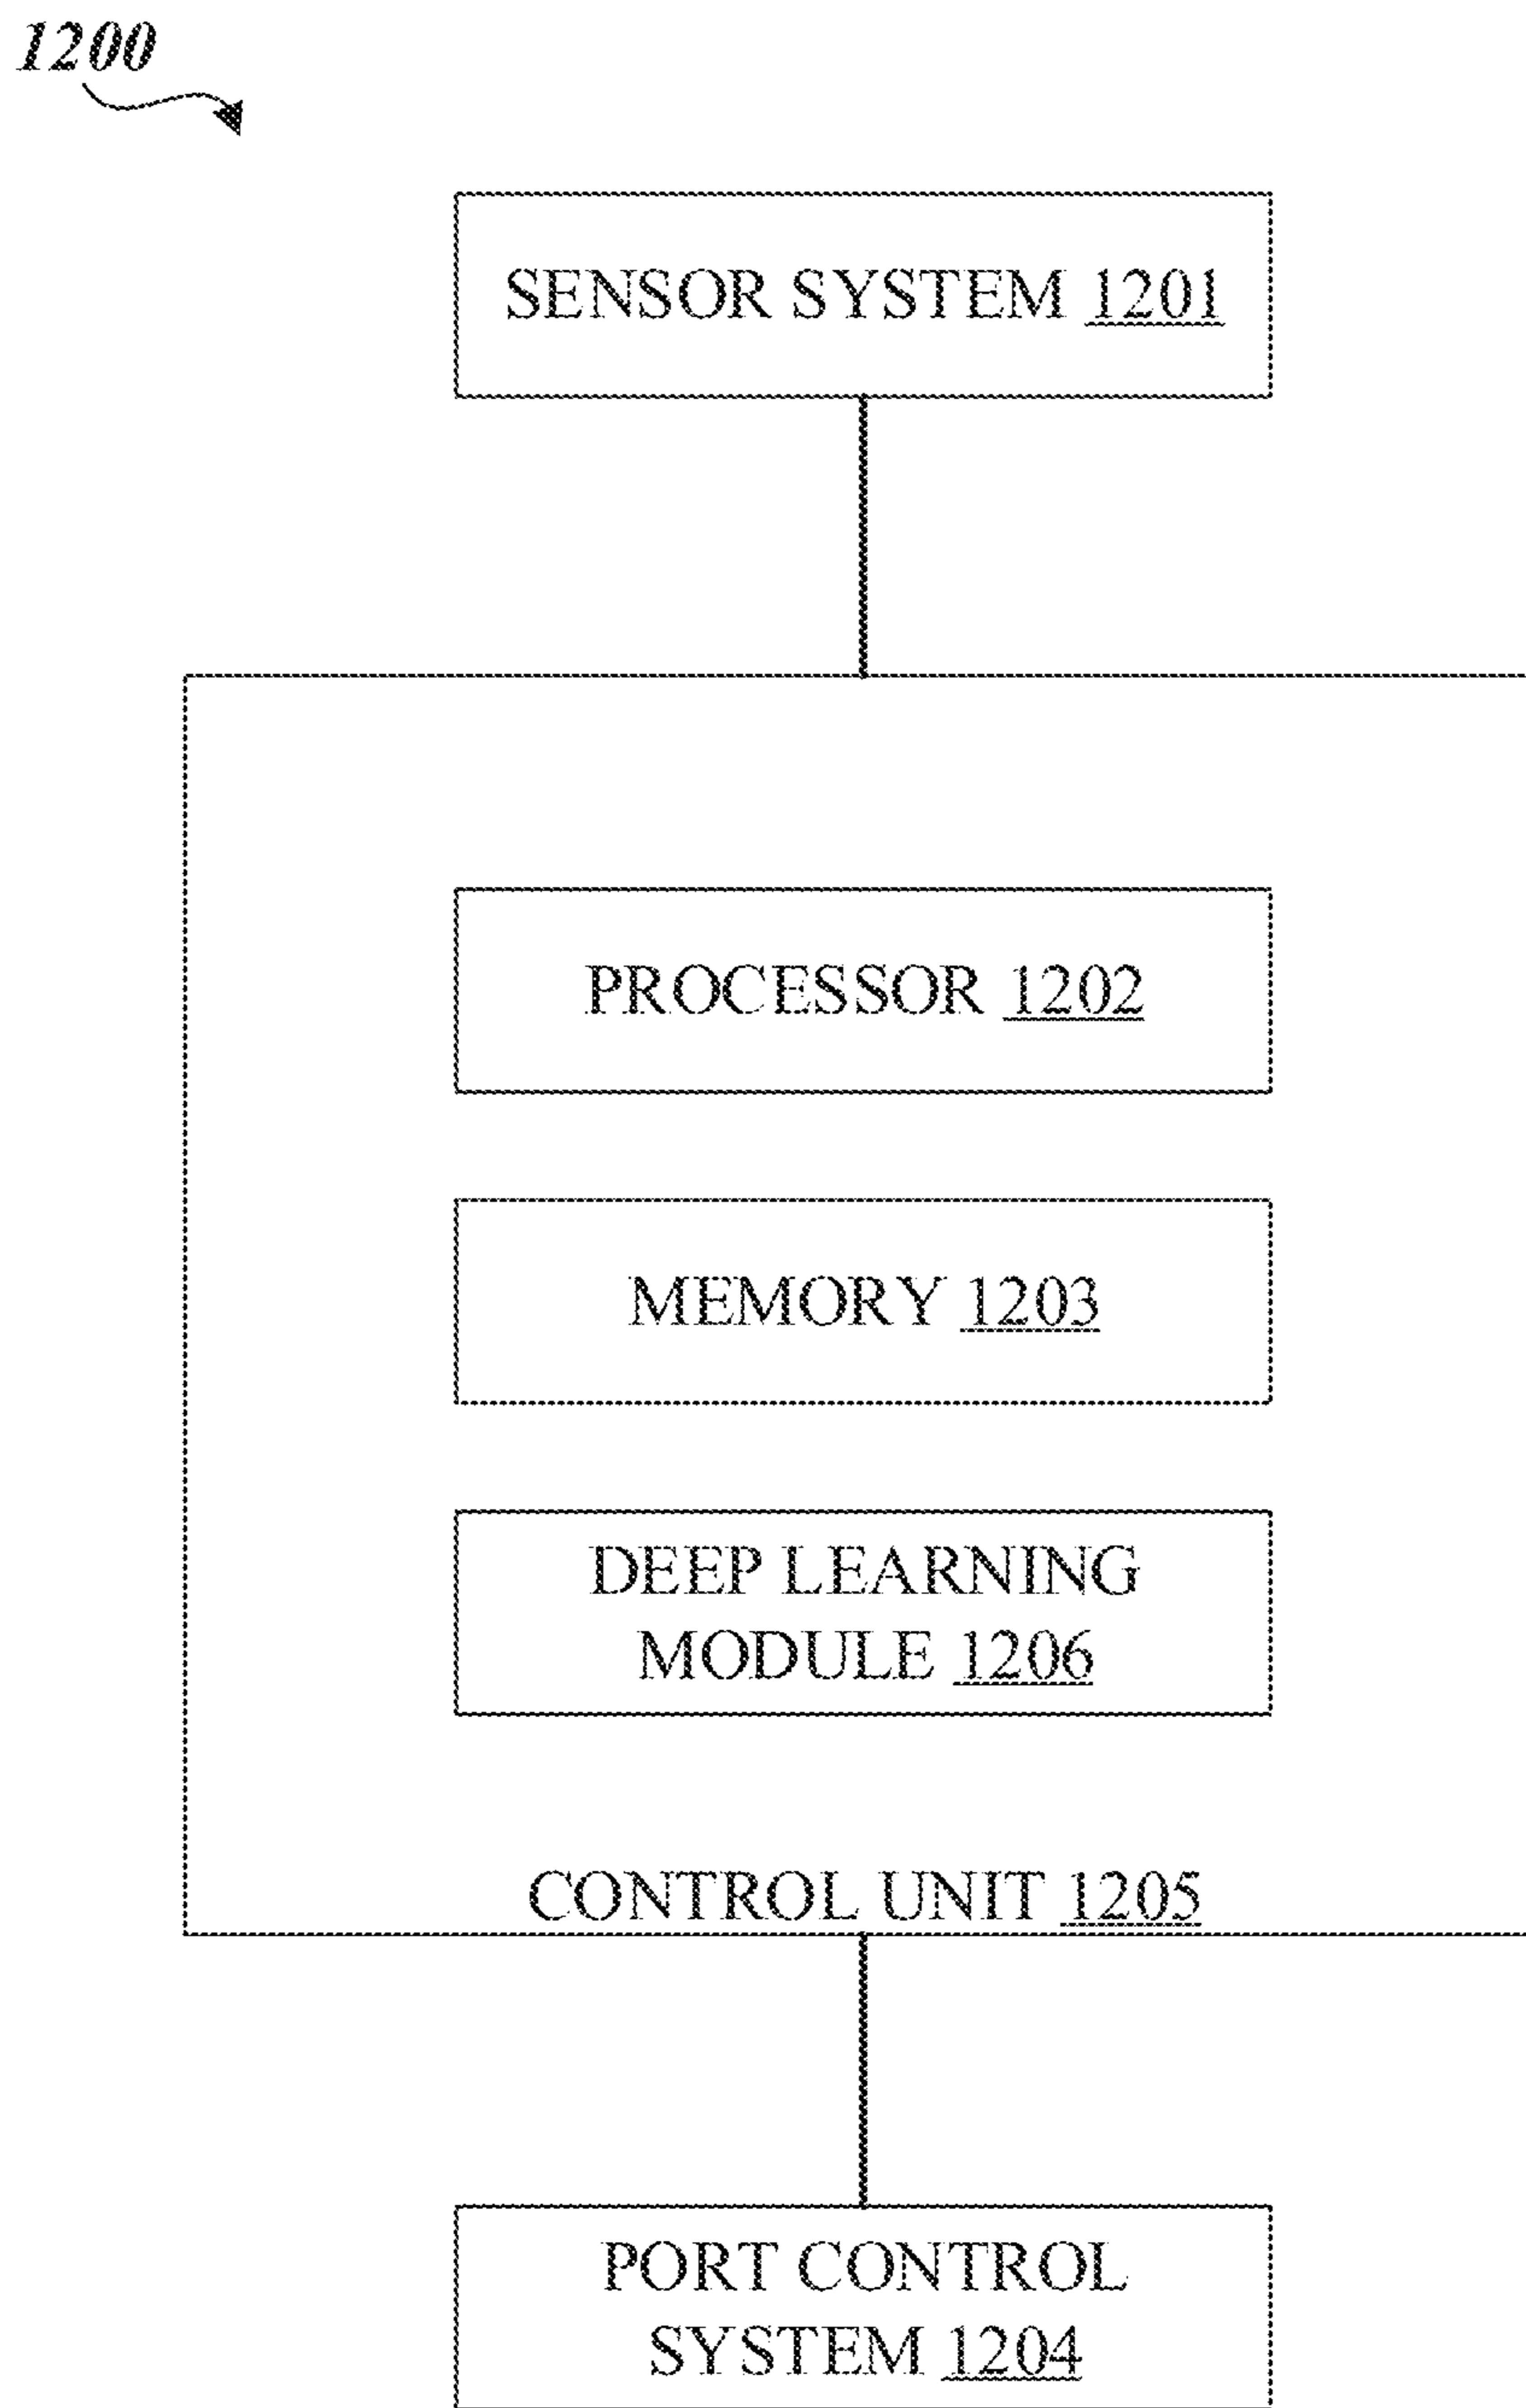 1200
SENSOR SYSTEM 1201
PROCESSOR 1202
MEMORY 1203
DEEP LEARNING
MODULE 1206
CONTROL UNIT 1205
PORT CONTROL
SYSTEM 1204